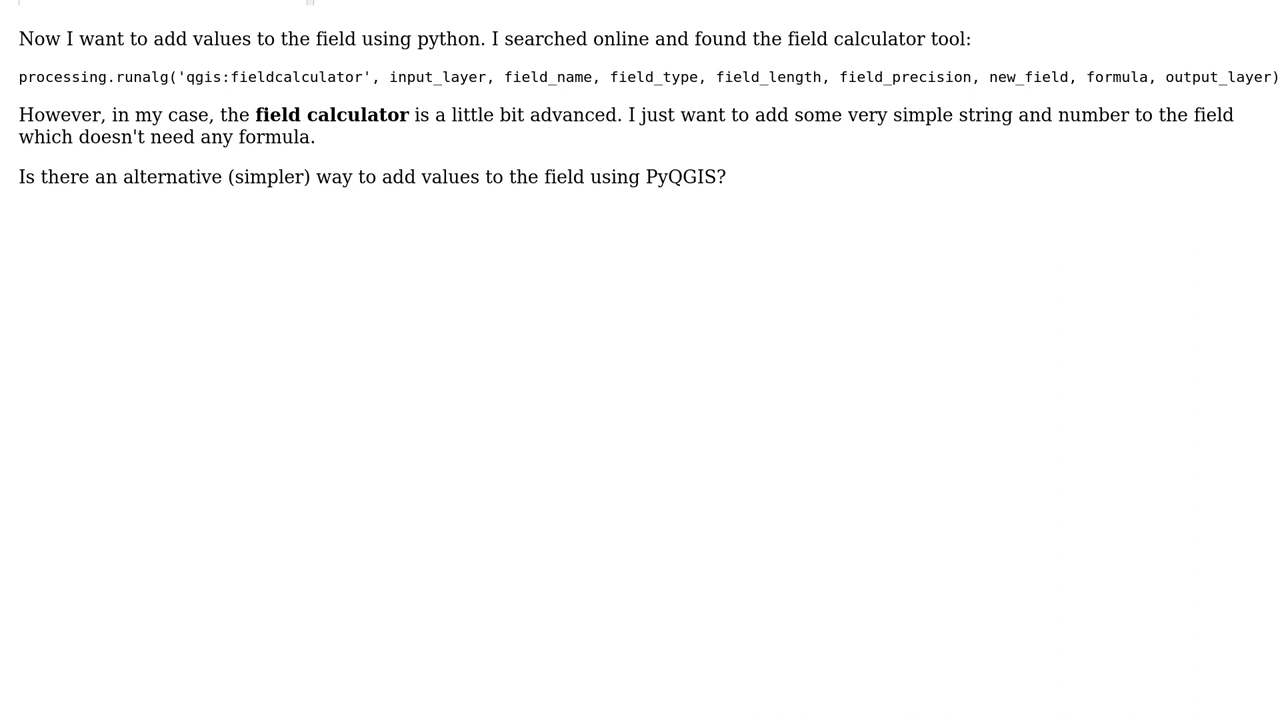 Now I want to add values to the field using python. I searched online and found the field calculator tool:
processing.runalg('qgis:fieldcalculator', input_layer, field_name, field_type, field_length, field_precision, new_field, formula, output_layer)
However, in my case, the field calculator is a little bit advanced. I just want to add some very simple string and number to the field
which doesn't need any formula.
Is there an alternative (simpler) way to add values to the field using PyQGIS?